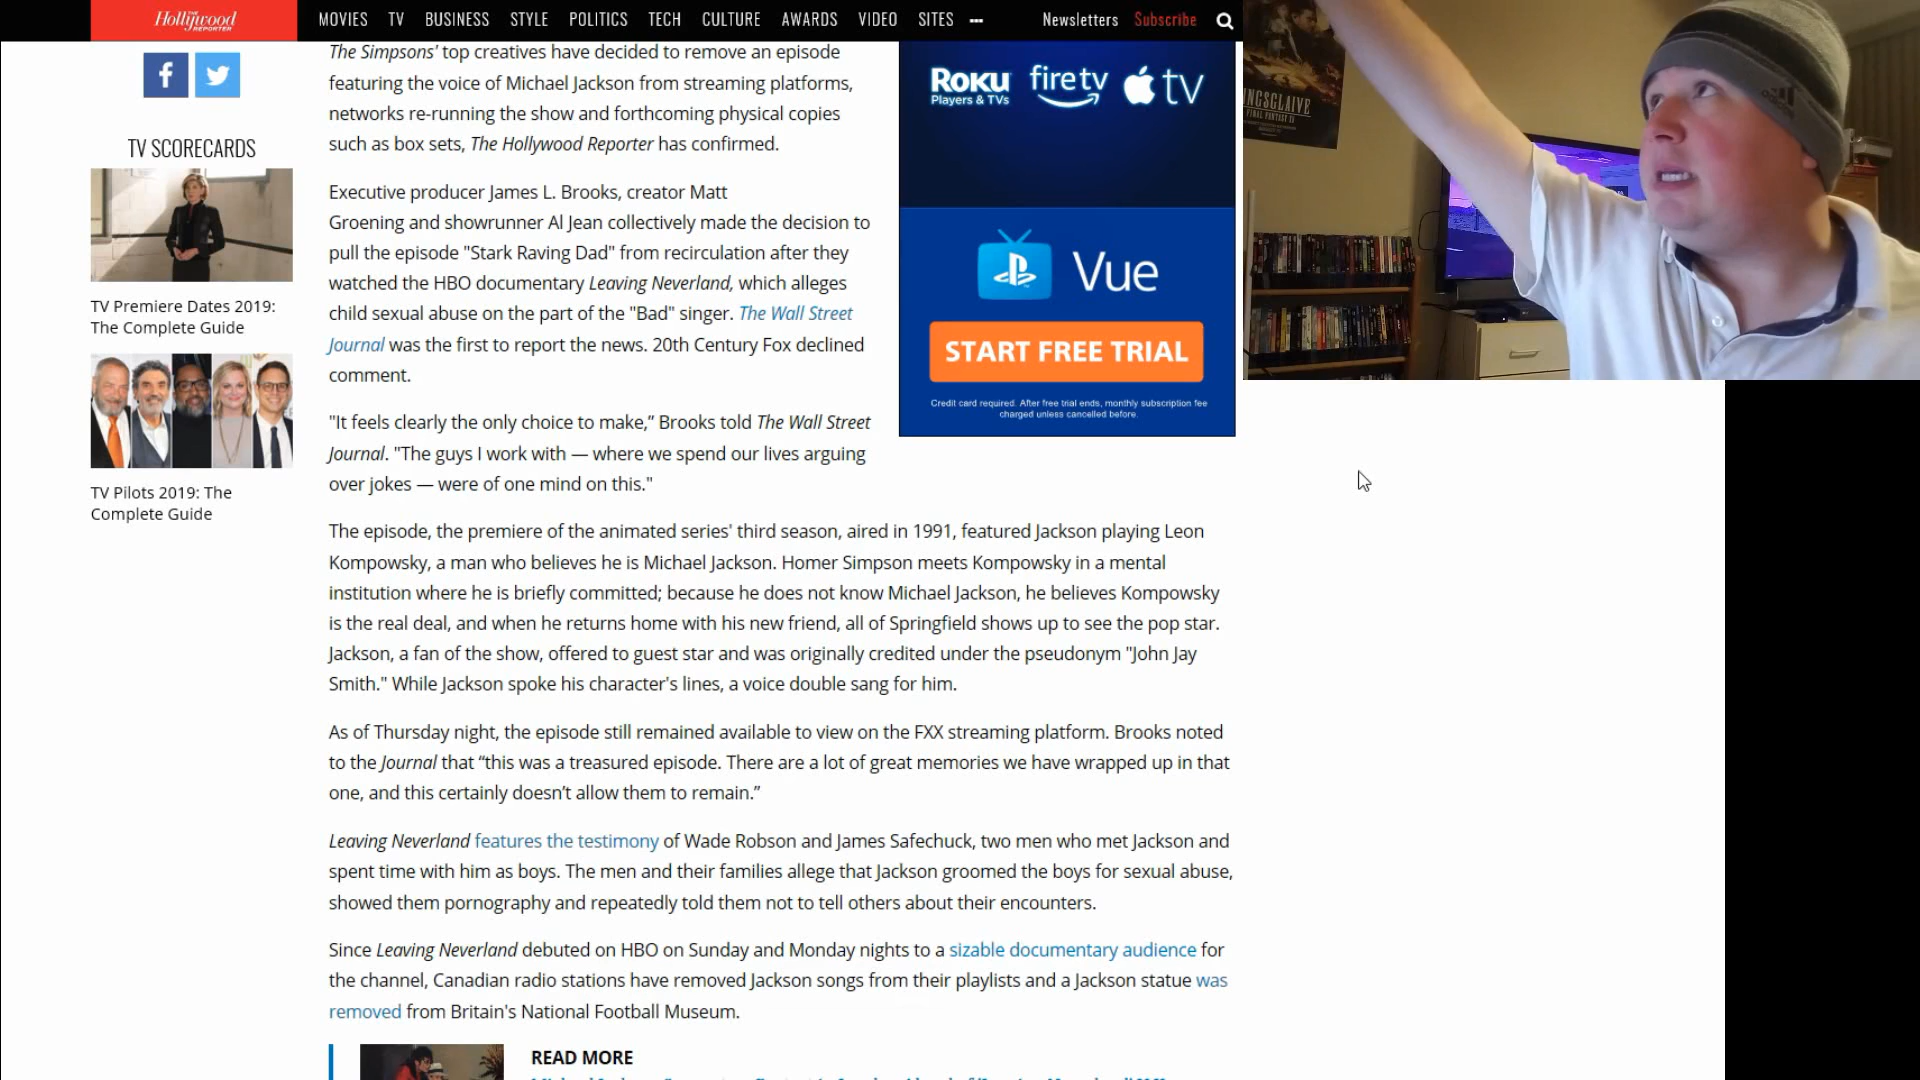 The Hollywood REPORTER
MOVIES TV BUSINESS STYLE POLITICS TECH CULTURE AWARDS VIDEO SITES ••• Newsletters Subscribe
TV SCORECARDS
TV Premiere Dates 2019:
The Complete Guide
TV Pilots 2019: The
Complete Guide
The Simpsons' top creatives have decided to remove an episode
featuring the voice of Michael Jackson from streaming platforms,
networks re-running the show and forthcoming physical copies
such as box sets, The Hollywood Reporter has confirmed.
Executive producer James L. Brooks, creator Matt
Groening and showrunner Al Jean collectively made the decision to
pull the episode "Stark Raving Dad" from recirculation after they
watched the HBO documentary Leaving Neverland, which alleges
child sexual abuse on the part of the "Bad" singer. The Wall Street
Journal was the first to report the news. 20th Century Fox declined
comment.
"It feels clearly the only choice to make,” Brooks told The Wall Street
Journal. "The guys I work with — where we spend our lives arguing
over jokes — were of one mind on this."
The episode, the premiere of the animated series' third season, aired in 1991, featured Jackson playing Leon
Kompowsky, a man who believes he is Michael Jackson. Homer Simpson meets Kompowsky in a mental
institution where he is briefly committed; because he does not know Michael Jackson, he believes Kompowsky
is the real deal, and when he returns home with his new friend, all of Springfield shows up to see the pop star.
Jackson, a fan of the show, offered to guest star and was originally credited under the pseudonym "John Jay
Smith." While Jackson spoke his character's lines, a voice double sang for him.
As of Thursday night, the episode still remained available to view on the FXX streaming platform. Brooks noted
to the Journal that “this was a treasured episode. There are a lot of great memories we have wrapped up in that
one, and this certainly doesn’t allow them to remain.”
Leaving Neverland features the testimony of Wade Robson and James Safechuck, two men who met Jackson and
spent time with him as boys. The men and their families allege that Jackson groomed the boys for sexual abuse,
showed them pornography and repeatedly told them not to tell others about their encounters.
Since Leaving Neverland debuted on HBO on Sunday and Monday nights to a sizable documentary audience for
the channel, Canadian radio stations have removed Jackson songs from their playlists and a Jackson statue was
removed from Britain's National Football Museum.
READ MORE
Roku firetv tv
Players & TVs
Vue
START FREE TRIAL
Credit card required. After free trial ends, monthly subscription fee
charged unless cancelled before.
NGSGLAIVE
FINAL FANTASY XV